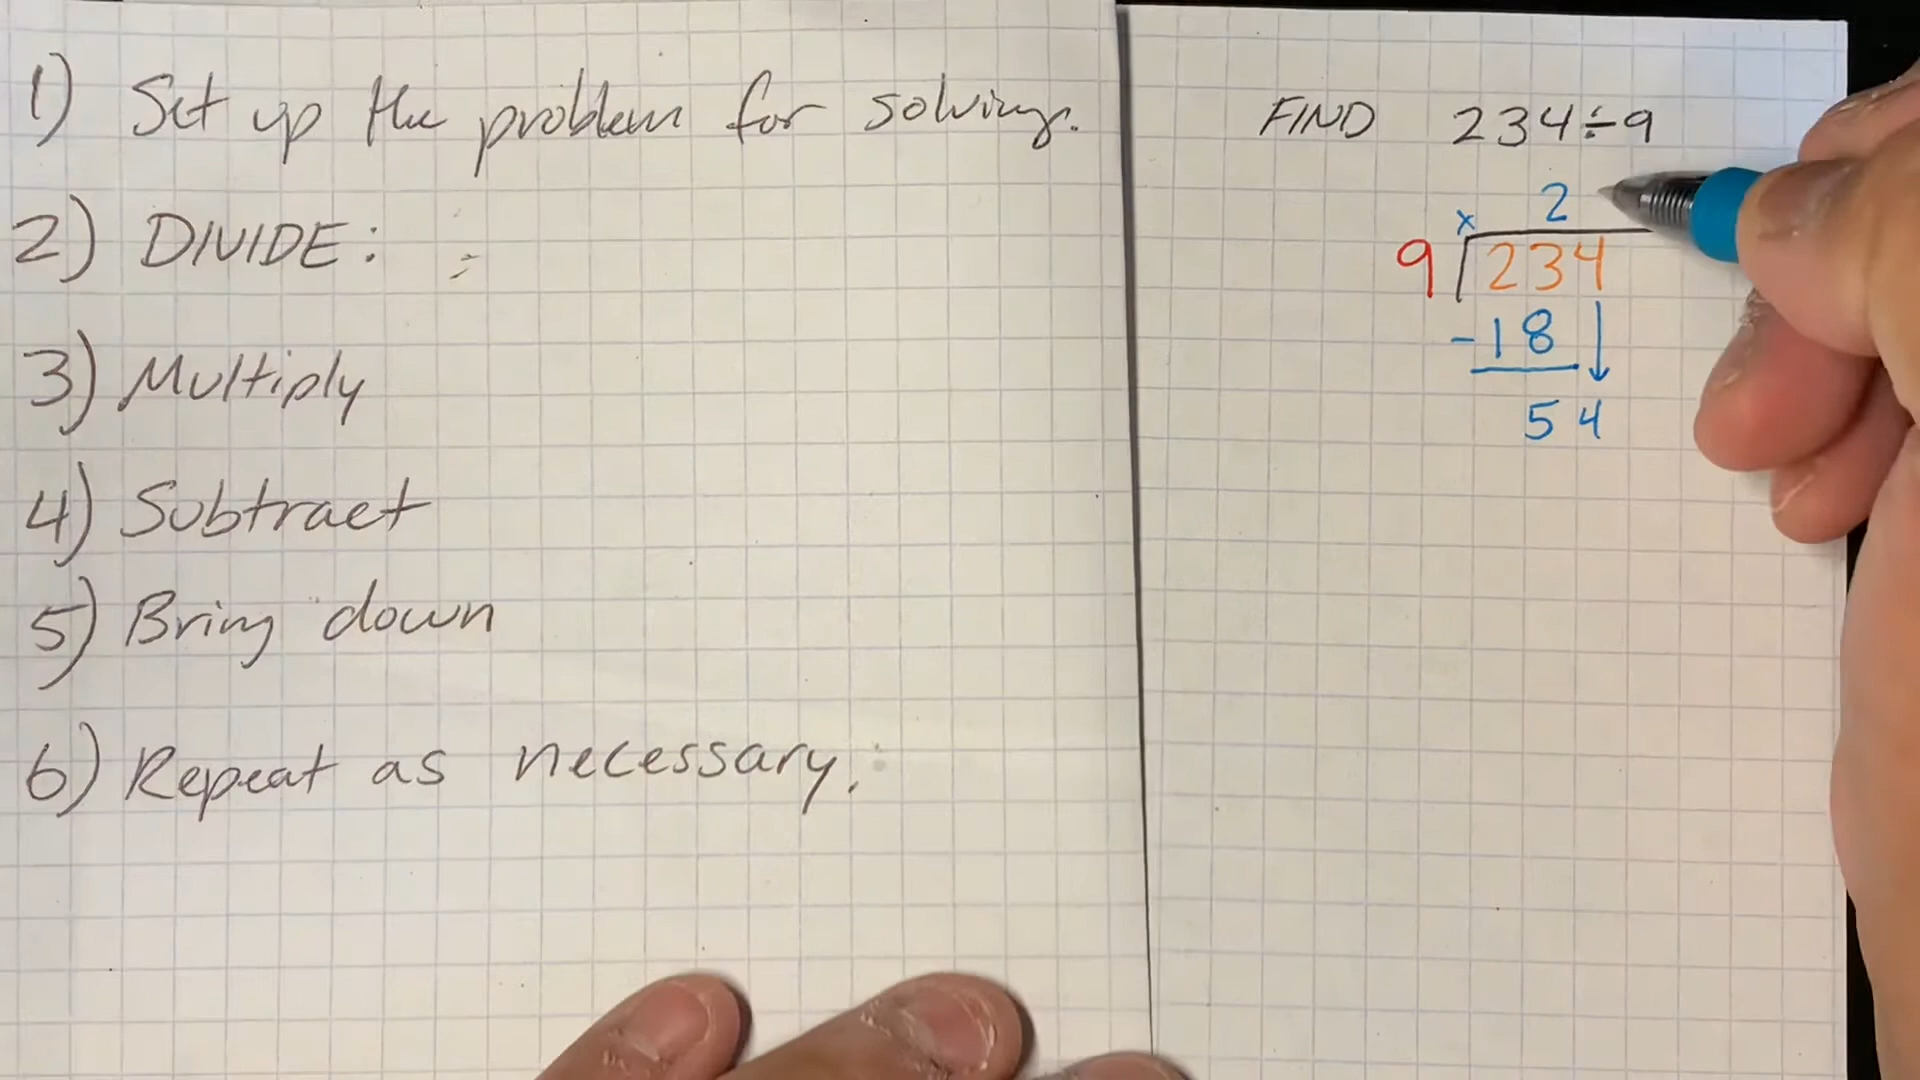 1) Set up the problem for solving.
2) DIVIDE:
3) Multiply
4) Subtract
5) Bring down
6) Repeat as necessary.
FIND 234÷9
x 2
9 234
-18
54